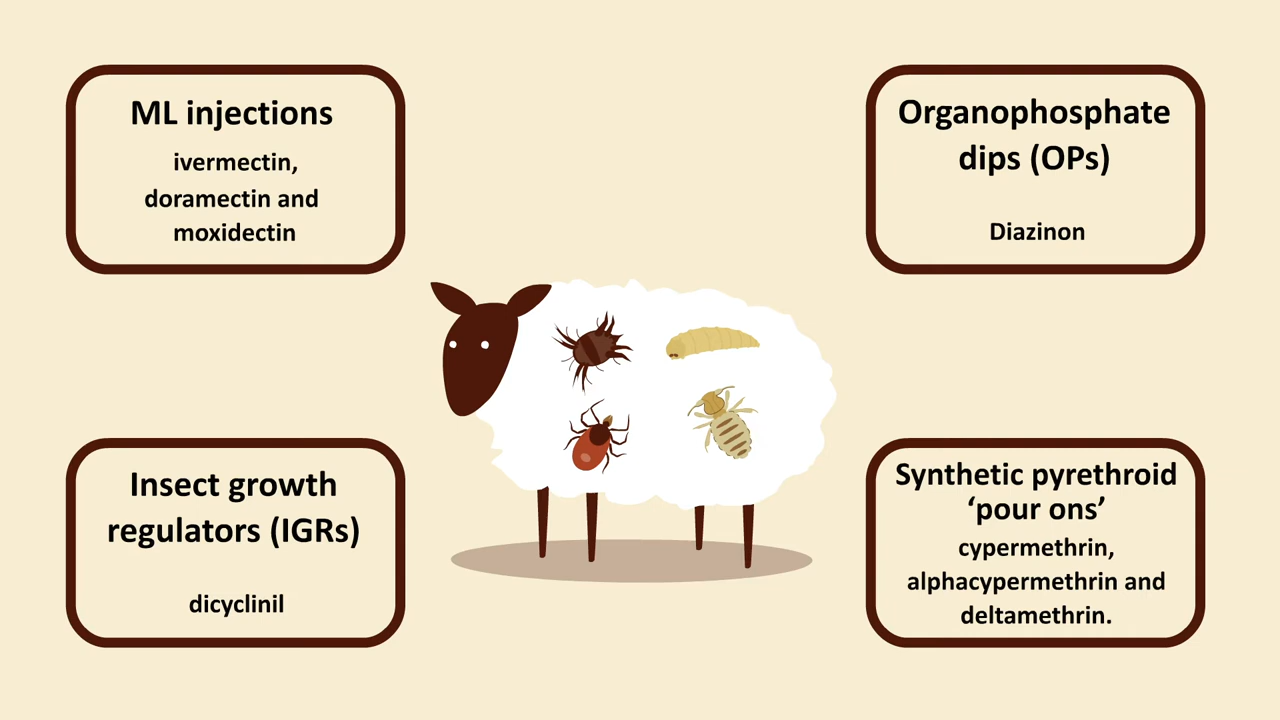 ML injections
ivermectin,
doramectin and
moxidectin
Organophosphate
dips (OPs)
Diazinon
Insect growth
regulators (IGRs)
dicyclinil
Synthetic pyrethroid
‘pour ons’
cypermethrin,
alphacypermethrin and
deltamethrin.